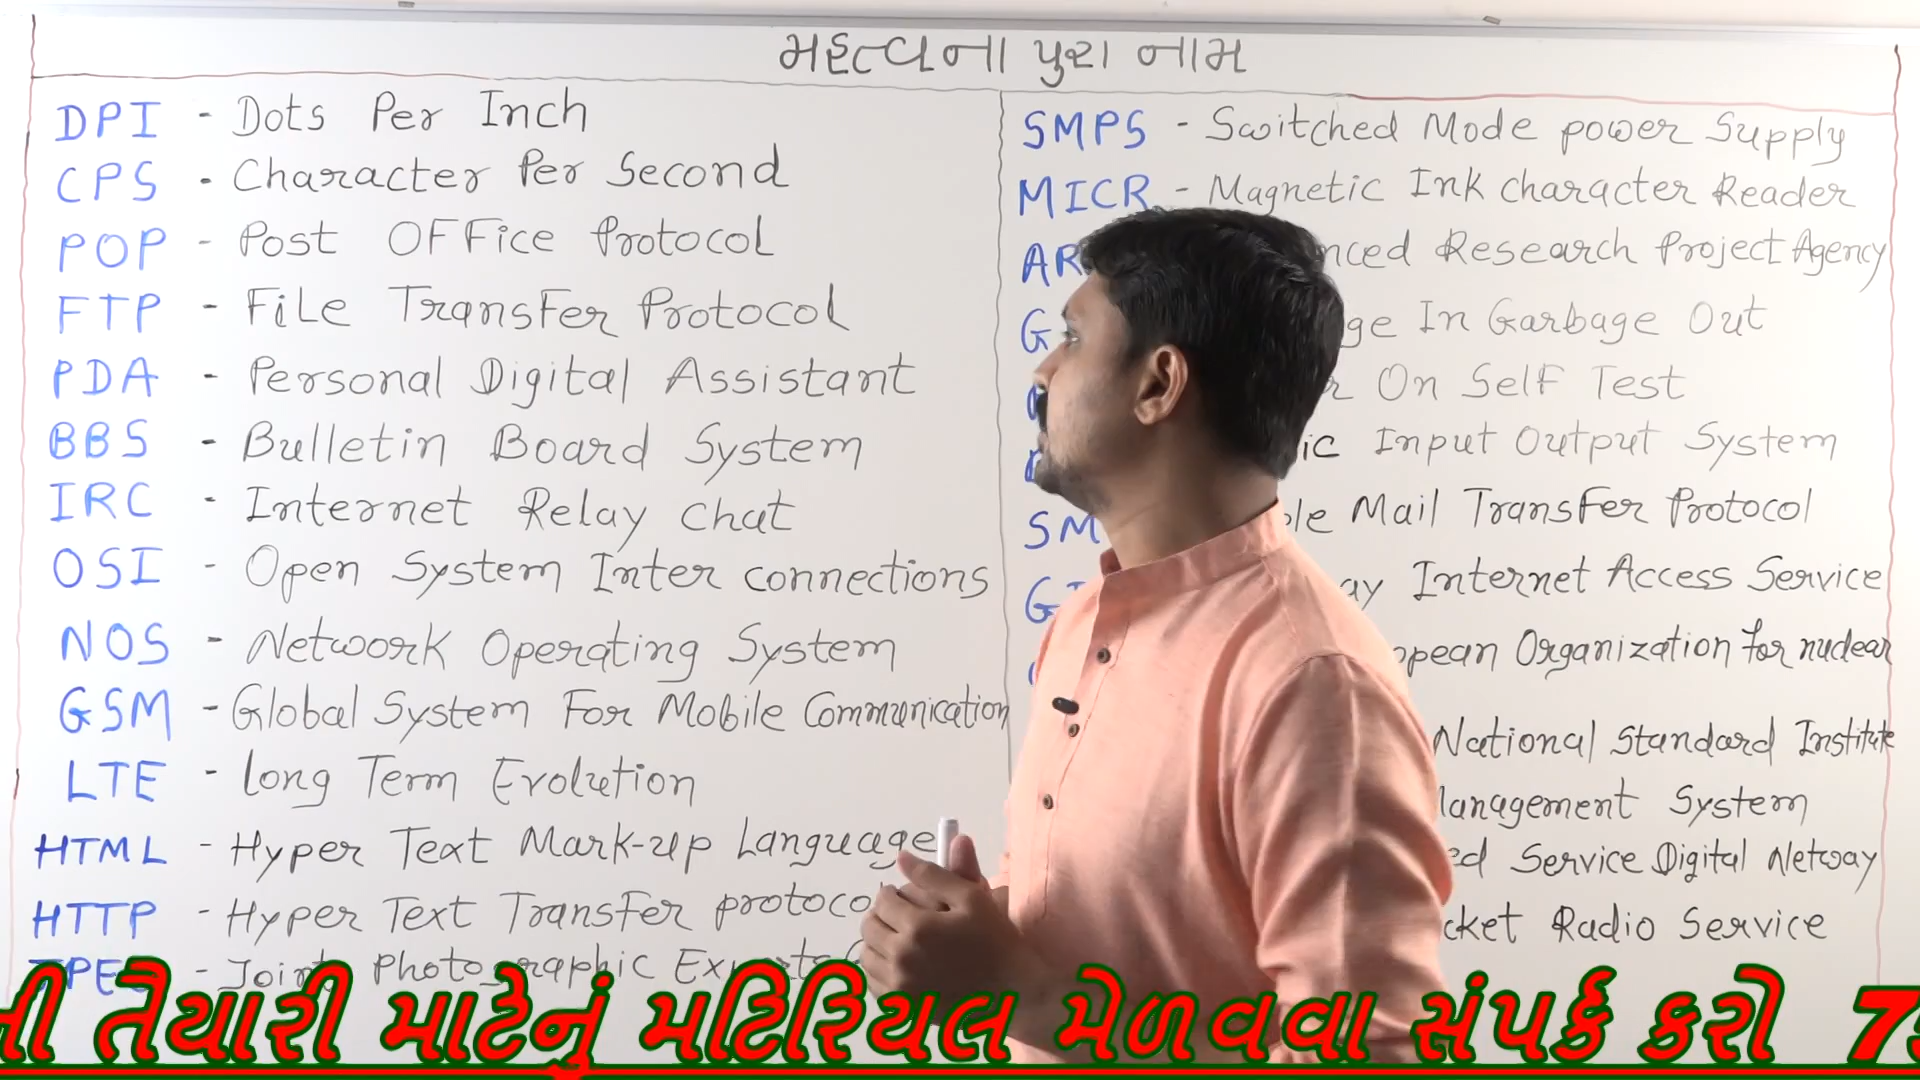 મહત્વના પુરા નામ
DPI - Dots Per Inch
CPS - Character Per Second
POP - Post OFFice Protocol
FTP - File Transfer Protocol
PDA - Personal Digital Assistant
BBS - Bulletin Board System
IRC - Internet Relay Chat
OSI - Open System Inter connections
NOS - Netwoork Operating System
GSM - Global System For Mobile Communication
LTE - Long Term Evolution
HTML - Hyper Text Mark-up Language
HTTP - Hyper Text Transfer protoco
- Joint Photographic
SMPS - Switched Mode power Supply
MICR - Magnetic Ink character Reader
Research Project Agency
In Garbage Out
On Self Test
Input Output System
Mail Transfer Protocol
Internet Access Service
Organization for nuclear
National Standard Institute
Management System
Service Digital Netway
Radio Service
તૈયારી માટેનું મટિરિયલ મેળવવા સંપર્ક કરો